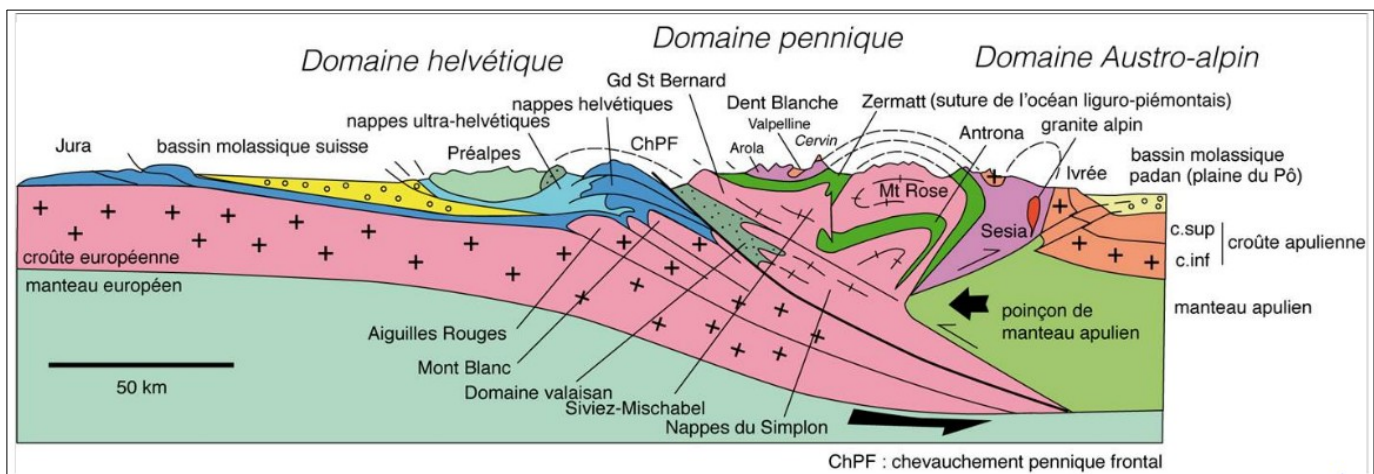 Domaine helvétique
Domaine pennique
Domaine Austro-alpin
Gd St Bernard
nappes helvétiques
nappes ultra-helvétiques
Dent Blanche
Valpelline
Cervin
Arola
Zermatt (suture de l'océan liguro-piémontais)
Antrona
granite alpin
Jura
bassin molassique suisse
Préalpes
ChPF
Ivrée
bassin molassique
padan (plaine du Pô)
Mt Rose
Sesia
c.sup
c.inf
croûte apulienne
croûte européenne
manteau européen
manteau apulien
poinçon de
manteau apulien
Aiguilles Rouges
Mont Blanc
Domaine valaisan
Siviez-Mischabel
Nappes du Simplon
50 km
ChPF : chevauchement pennique frontal